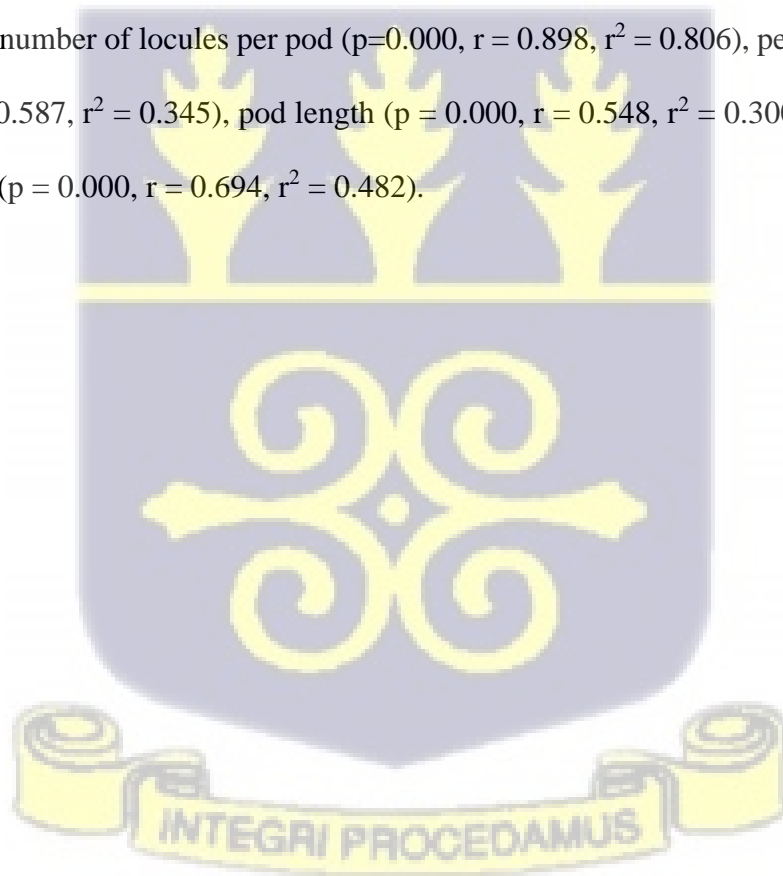 number of locules per pod (p=0.000, r = 0.898, r² = 0.806), pe
0.587, r² = 0.345), pod length (p = 0.000, r = 0.548, r² = 0.300
(p = 0.000, r = 0.694, r² = 0.482).
INTEGRI PROCEDAMUS